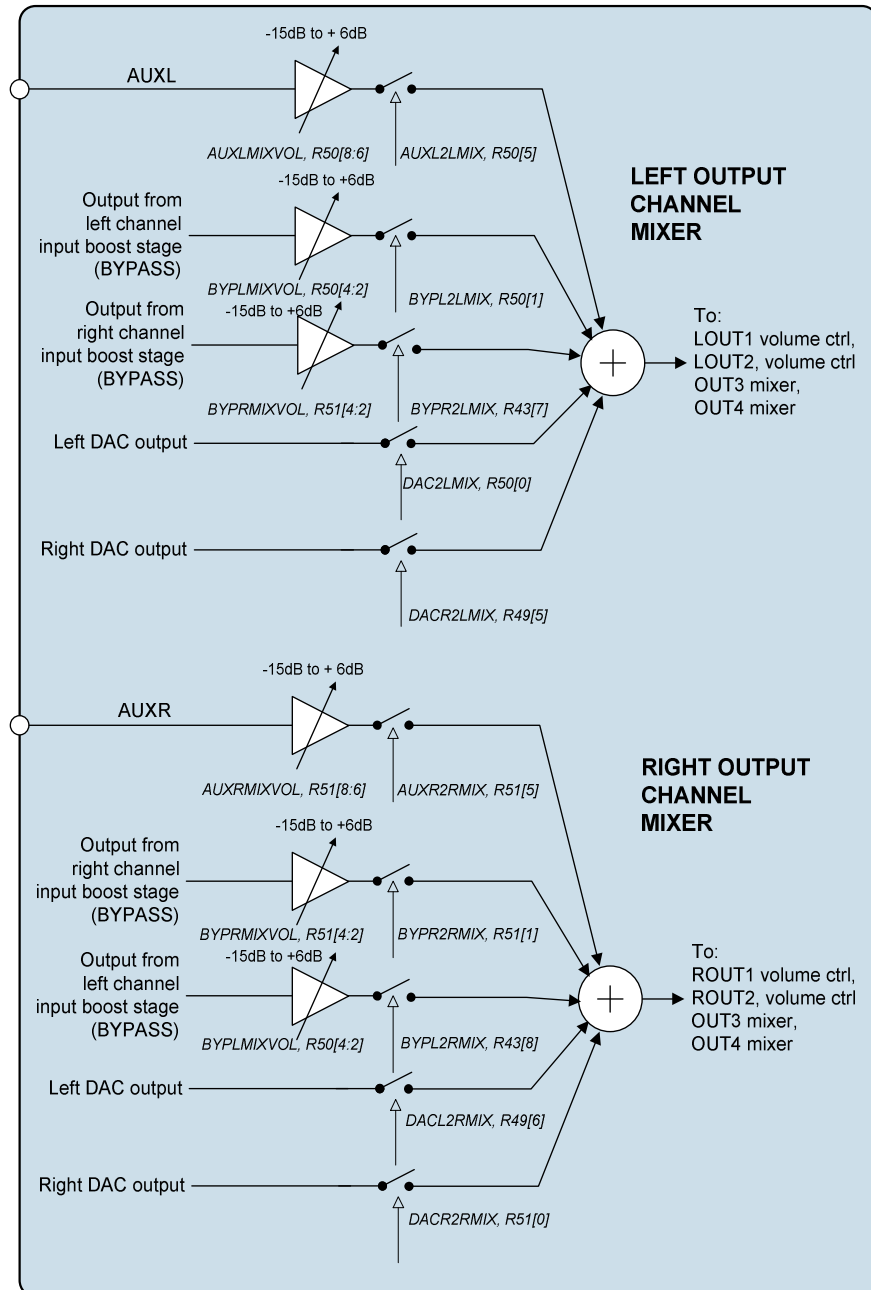 -15dB to + 6dB
AUXL
AUXLMIXVOL, R50[8:6]
AUXL2LMIX, R50[5]
-15dB to +6dB
LEFT OUTPUT
CHANNEL
MIXER
Output from
left channel
input boost stage
(BYPASS)
BYPLMIXVOL, R50[4:2]
BYPL2LMIX, R50[1]
-15dB to +6dB
Output from
right channel
input boost stage
(BYPASS)
To:
LOUT1 volume ctrl,
LOUT2, volume ctrl
OUT3 mixer,
OUT4 mixer
BYPRMIXVOL, R51[4:2]
BYPR2LMIX, R43[7]
Left DAC output
DAC2LMIX, R50[0]
Right DAC output
DACR2LMIX, R49[5]
-15dB to + 6dB
AUXR
AUXRMIXVOL, R51[8:6]
AUXR2RMIX, R51[5]
RIGHT OUTPUT
CHANNEL
MIXER
-15dB to +6dB
Output from
right channel
input boost stage
(BYPASS)
BYPRMIXVOL, R51[4:2]
BYPR2RMIX, R51[1]
-15dB to +6dB
Output from
left channel
input boost stage
(BYPASS)
To:
ROUT1 volume ctrl,
ROUT2, volume ctrl
OUT3 mixer,
OUT4 mixer
BYPLMIXVOL, R50[4:2]
BYPL2RMIX, R43[8]
Left DAC output
DACL2RMIX, R49[6]
Right DAC output
DACR2RMIX, R51[0]